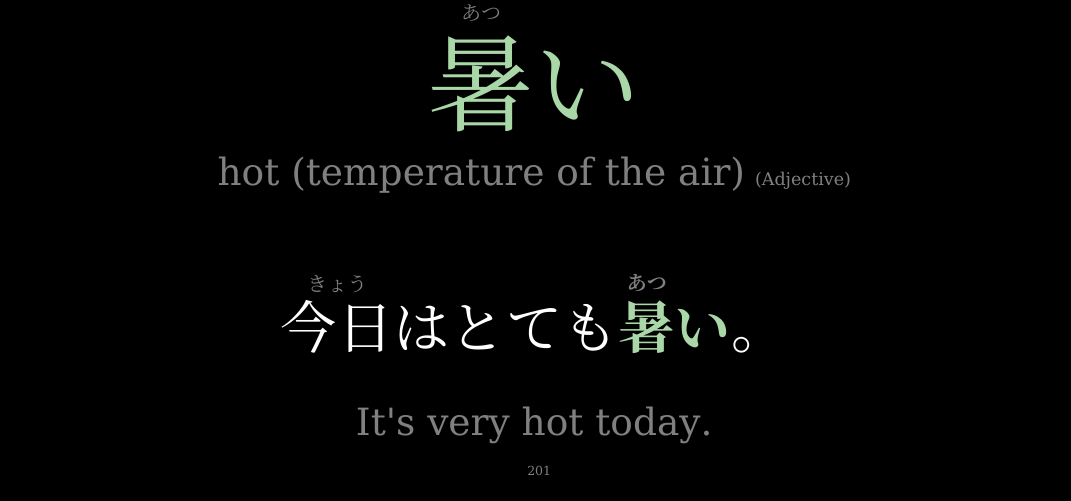 あつ
暑い
hot (temperature of the air) (Adjective)
きょう あつ
今日はとても暑い。
It's very hot today.
201